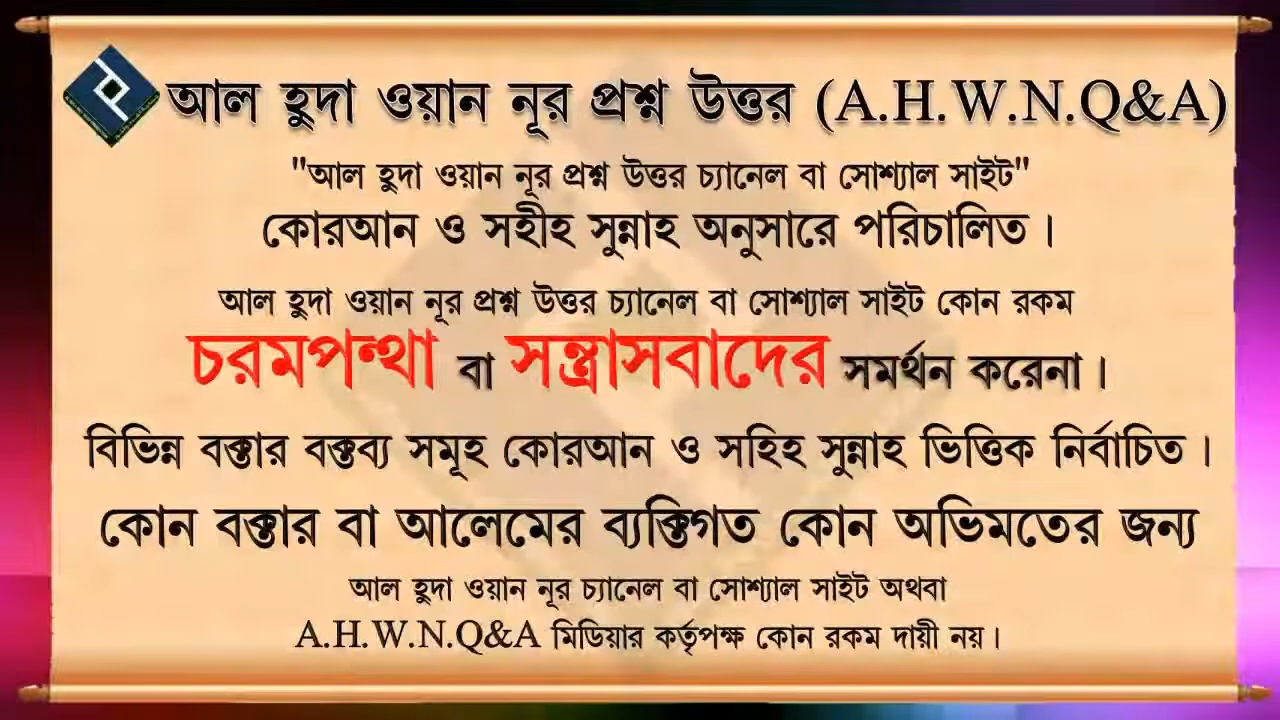 আল হুদা ওয়ান নূর প্রশ্ন উত্তর (A.H.W.N.Q&A)
"আল হুদা ওয়ান নূর প্রশ্ন উত্তর চ্যানেল বা সোশ্যাল সাইট"
কোরআন ও সহীহ সুন্নাহ অনুসারে পরিচালিত।
আল হুদা ওয়ান নূর প্রশ্ন উত্তর চ্যানেল বা সোশ্যাল সাইট কোন রকম
চরমপন্থা বা সন্ত্রাসবাদের সমর্থন করেনা।
বিভিন্ন বক্তার বক্তব্য সমূহ কোরআন ও সহিহ সুন্নাহ ভিত্তিক নির্বাচিত।
কোন বক্তার বা আলেমের ব্যক্তিগত কোন অভিমতের জন্য
আল হুদা ওয়ান নূর চ্যানেল বা সোশ্যাল সাইট অথবা
A.H.W.N.Q&A মিডিয়ার কর্তৃপক্ষ কোন রকম দায়ী নয়।